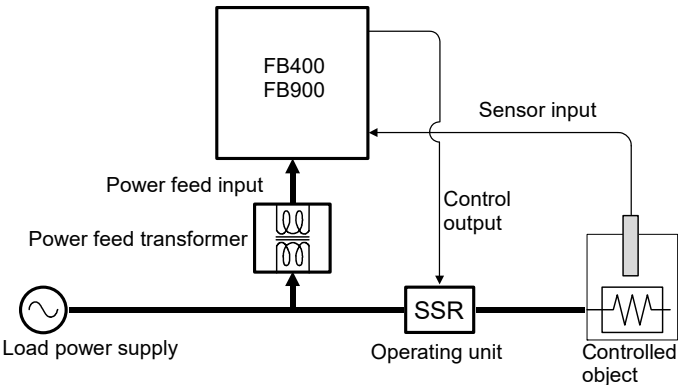 FB400
FB900
Sensor input
Power feed input
Control
output
Power feed transformer
SSR
Load power supply
Operating unit
Controlled
object